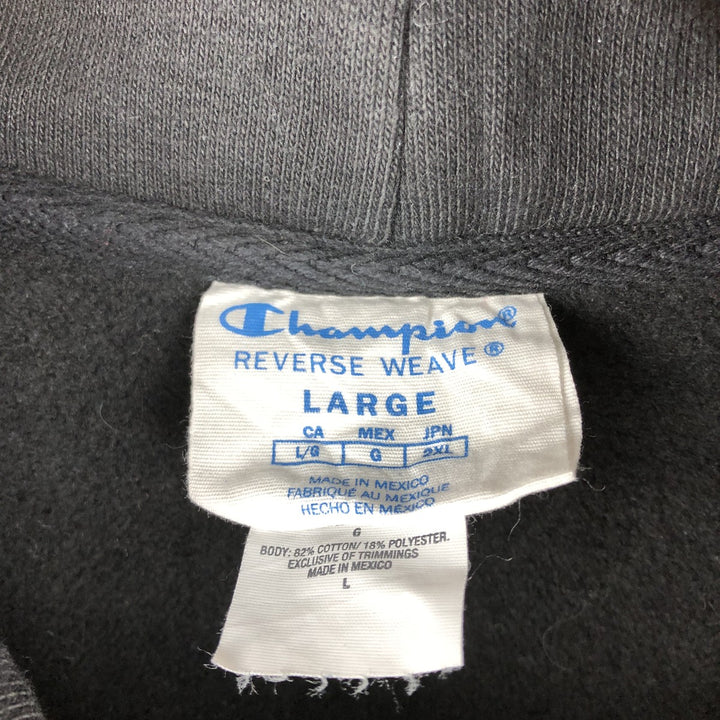 Champion®
REVERSE WEAVE®
LARGE
CA MEX JPN
L/G G 2XL
MADE IN MEXICO
FABRIQUÉ AU MEXIQUE
HECHO EN MÉXICO
G
BODY: 82% COTTON/ 18% POLYESTER.
EXCLUSIVE OF TRIMMINGS
MADE IN MEXICO
L